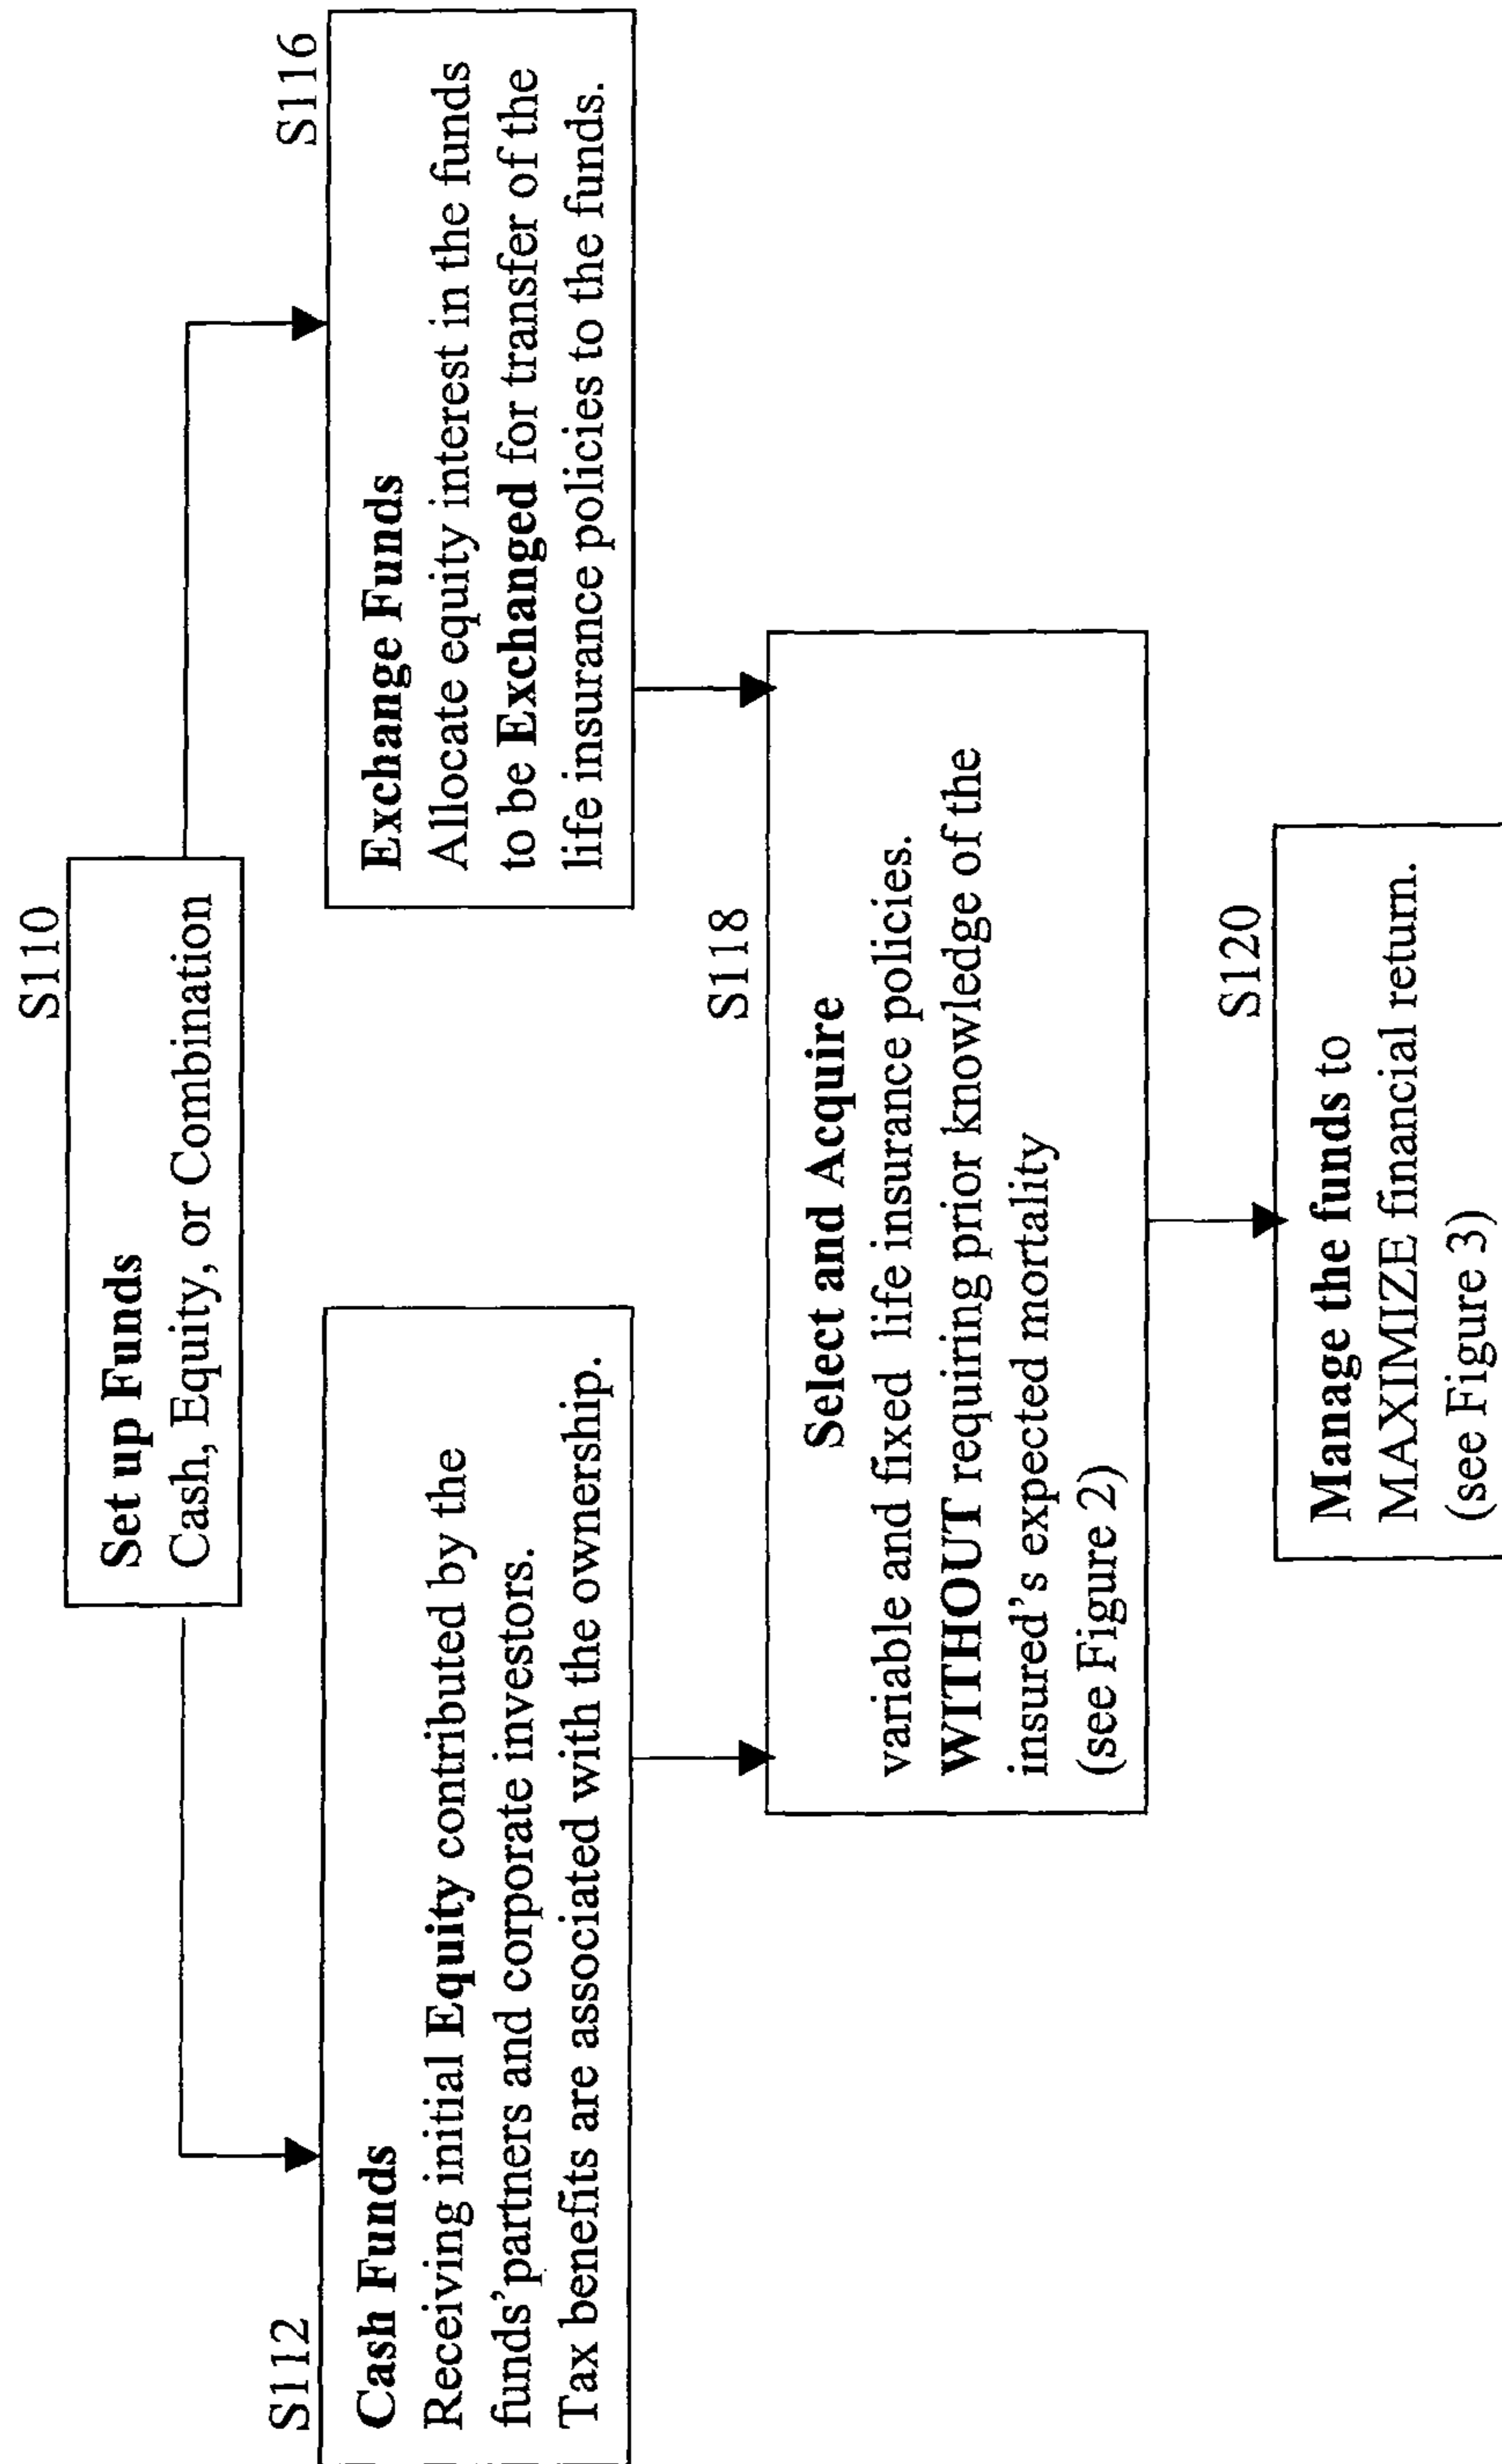 S110
Set up Funds
Cash, Equity, or Combination
S112
Cash Funds
Receiving initial Equity contributed by the
funds'partners and corporate investors.
Tax benefits are associated with the ownership.
S116
Exchange Funds
Allocate equity interest in the funds
to be Exchanged for transfer of the
life insurance policies to the funds.
S118
Select and Acquire
variable and fixed life insurance policies.
WITHOUT requiring prior knowledge of the
insured's expected mortality
(see Figure 2)
S120
Manage the funds to
MAXIMIZE financial return.
(see Figure 3)